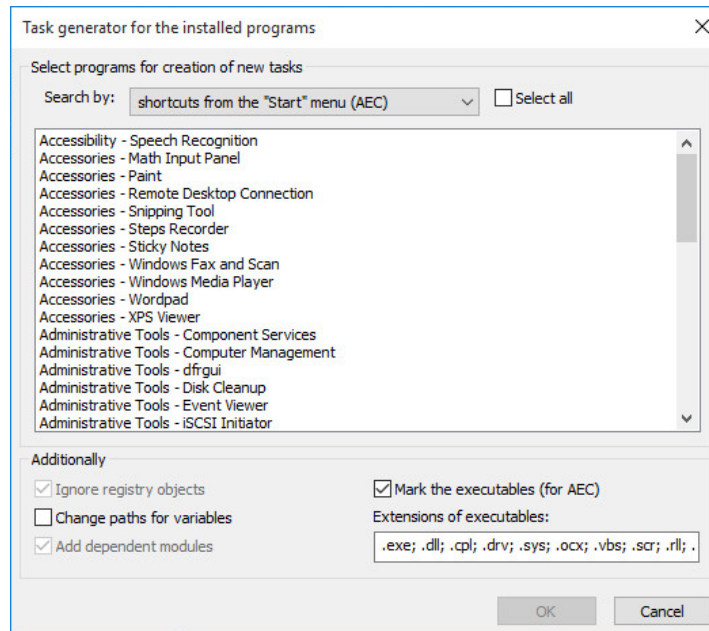 Task generator for the installed programs
Select programs for creation of new tasks
Search by: shortcuts from the "Start" menu (AEC) Select all
Accessibility - Speech Recognition
Accessories - Math Input Panel
Accessories - Paint
Accessories - Remote Desktop Connection
Accessories - Snipping Tool
Accessories - Steps Recorder
Accessories - Sticky Notes
Accessories - Windows Fax and Scan
Accessories - Windows Media Player
Accessories - Wordpad
Accessories - XPS Viewer
Administrative Tools - Component Services
Administrative Tools - Computer Management
Administrative Tools - dfrgui
Administrative Tools - Disk Cleanup
Administrative Tools - Event Viewer
Administrative Tools - iSCSI Initiator
Additionally
Ignore registry objects Mark the executables (for AEC)
Change paths for variables Extensions of executables:
Add dependent modules .exe; .dll; .cpl; .drv; .sys; .ocx; .vbs; .scr; .rll; .
OK Cancel